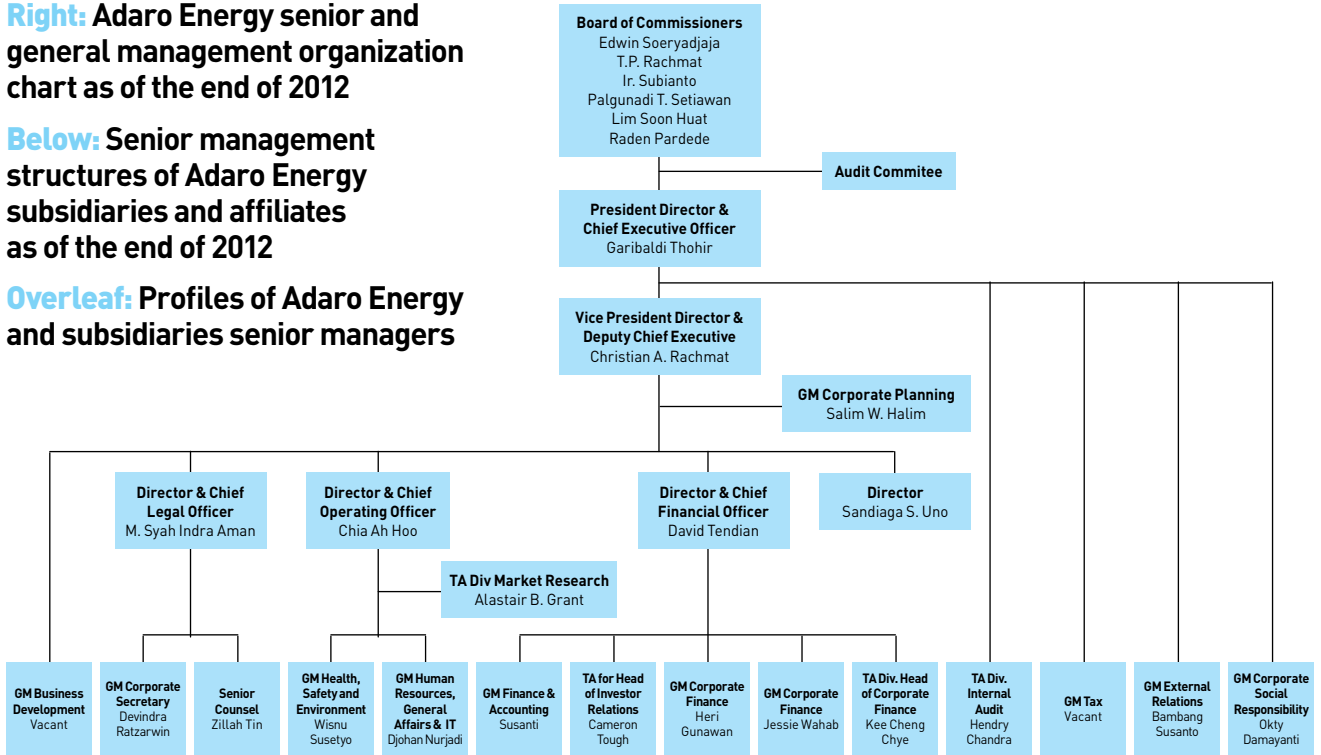 Right: Adaro Energy senior and
general management organization
chart as of the end of 2012
Below: Senior management
structures of Adaro Energy
subsidiaries and affiliates
as of the end of 2012
Overleaf: Profiles of Adaro Energy
and subsidiaries senior managers
Board of Commissioners
Edwin Soeryadjaja
T.P. Rachmat
Ir. Subianto
Palgunadi T. Setiawan
Lim Soon Huat
Raden Pardede
Audit Commitee
President Director &
Chief Executive Officer
Garibaldi Thohir
Vice President Director &
Deputy Chief Executive
Christian A. Rachmat
GM Corporate Planning
Salim W. Halim
Director & Chief
Legal Officer
M. Syah Indra Aman
Director & Chief
Operating Officer
Chia Ah Hoo
Director & Chief
Financial Officer
David Tendian
Director
Sandiaga S. Uno
TA Div Market Research
Alastair B. Grant
GM Business
Development
Vacant
GM Corporate
Secretary
Devindra
Ratzarwin
Senior
Counsel
Zillah Tin
GM Health,
Safety and
Environment
Wisnu
Susetyo
GM Human
Resources,
General
Affairs & IT
Djohan Nurjadi
GM Finance &
Accounting
Susanti
TA for Head
of Investor
Relations
Cameron
Tough
GM Corporate
Finance
Heri
Gunawan
GM Corporate
Finance
Jessie Wahab
TA Div. Head
of Corporate
Finance
Kee Cheng
Chye
TA Div.
Internal
Audit
Hendry
Chandra
GM Tax
Vacant
GM External
Relations
Bambang
Susanto
GM Corporate
Social
Responsibility
Okty
Damayanti